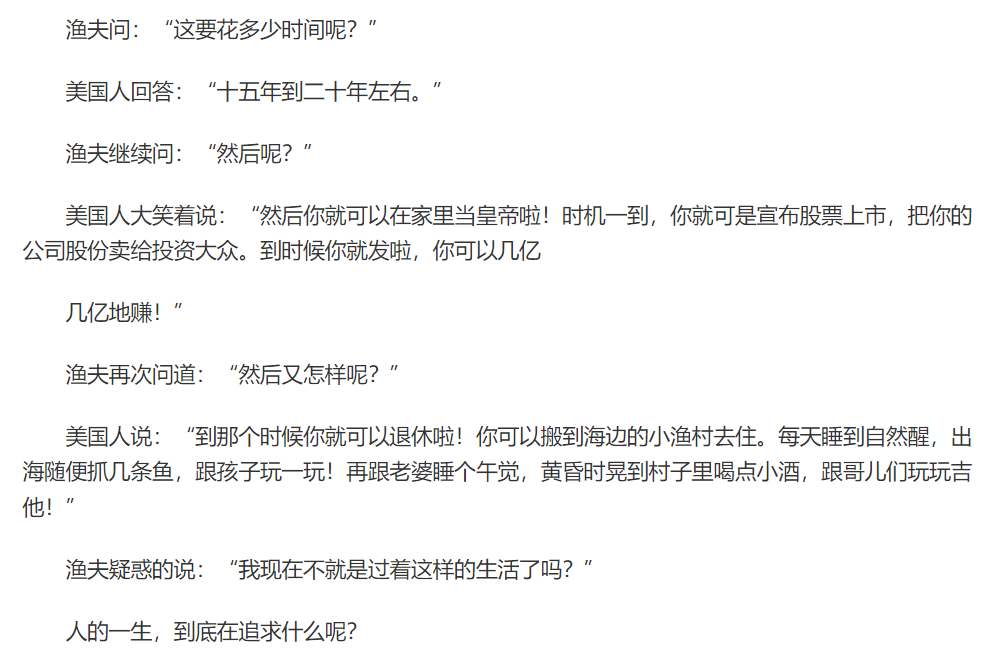 渔夫问：“这要花多少时间呢？”
美国人回答：“十五年到二十年左右。”
渔夫继续问：“然后呢？”
美国人大笑着说：“然后你就可以在家里当皇帝啦！时机一到，你就可是宣布股票上市，把你的
公司股份卖给投资大众。到时候你就发啦，你可以几亿
几亿地赚！”
渔夫再次问道：“然后又怎样呢？”
美国人说：“到那个时候你就可以退休啦！你可以搬到海边的小渔村去住。每天睡到自然醒，出
海随便抓几条鱼，跟孩子玩一玩！再跟老婆睡个午觉，黄昏时晃到村子里喝点小酒，跟哥儿们玩玩吉
他！”
渔夫疑惑的说：“我现在不就是过着这样的生活了吗？”
人的一生，到底在追求什么呢？